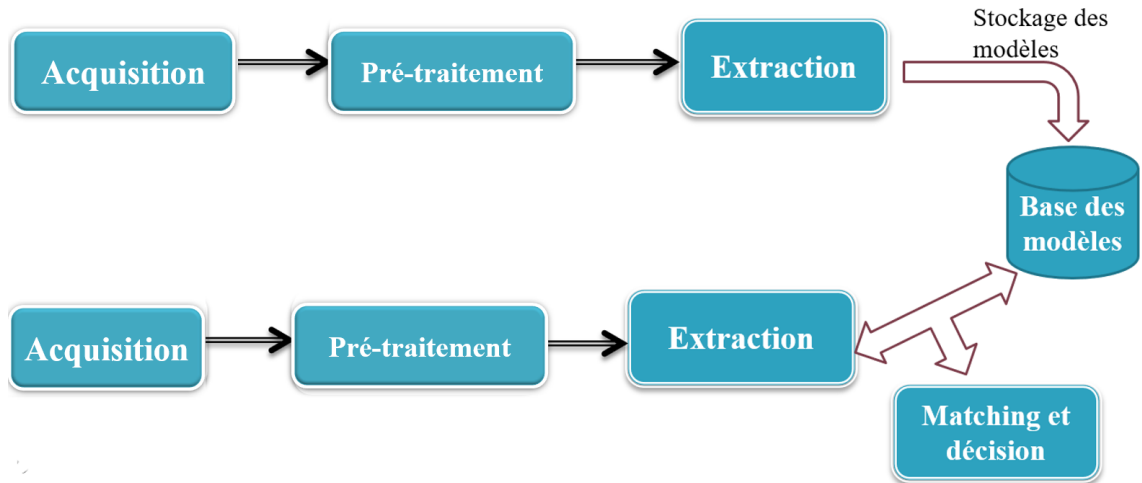 Stockage des
modèles
Acquisition
Pré-traitement
Extraction
Base des
modèles
Acquisition
Pré-traitement
Extraction
Matching et
décision